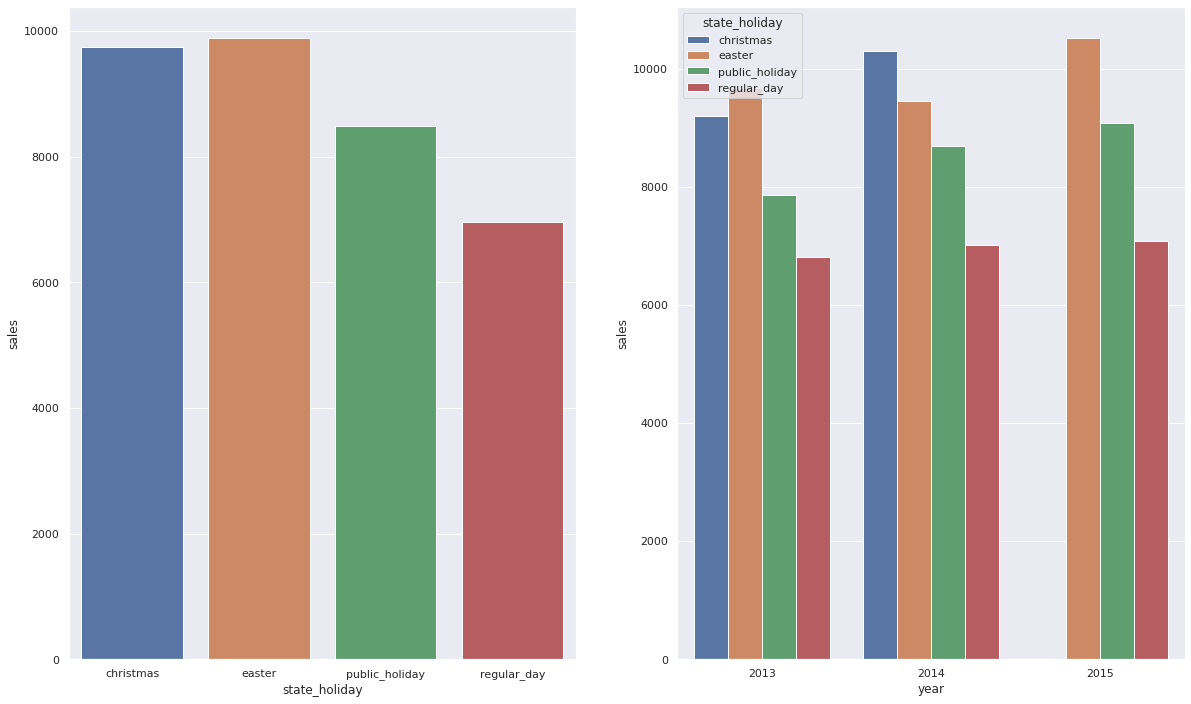 10000
8000
6000
4000
2000
0
sales
christmas
easter
public_holiday
regular_day
state_holiday
state_holiday
christmas
easter
public_holiday
regular_day
10000
8000
6000
4000
2000
0
sales
2013
2014
2015
year